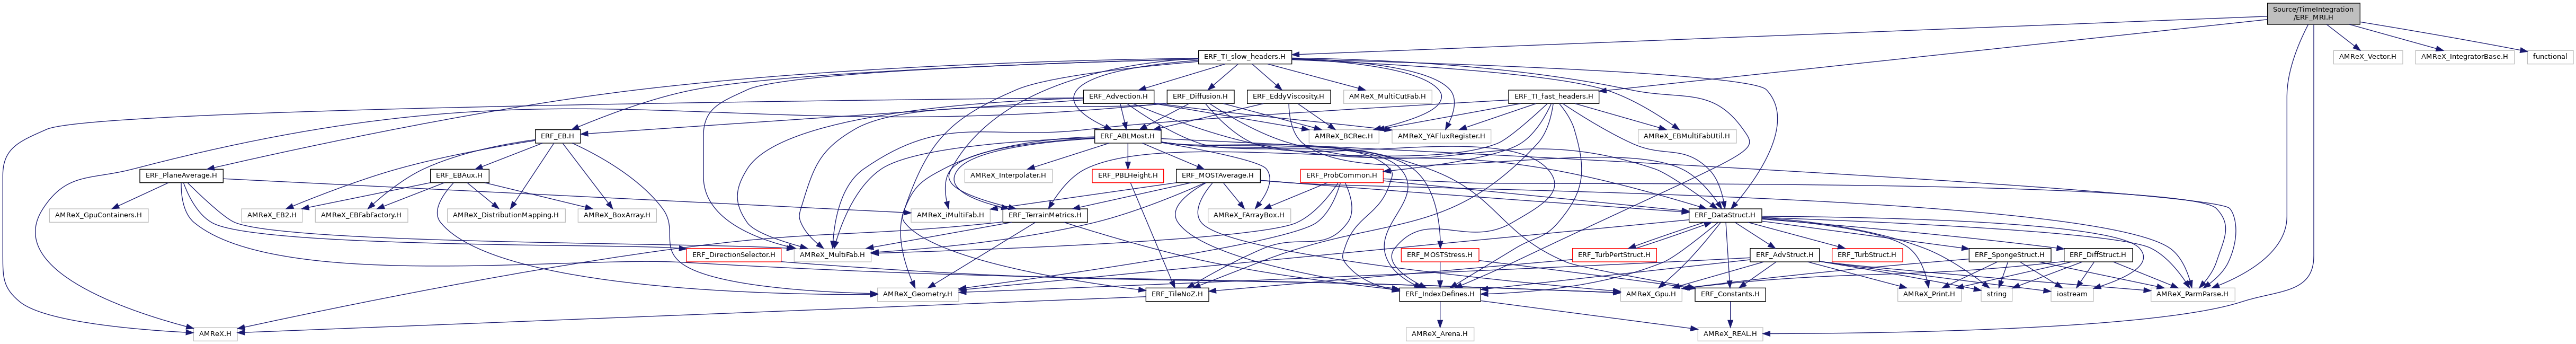 Source/TimeIntegration
/ERF_MRI.H
ERF_TI_slow_headers.H
AMReX_Vector.H
AMReX_IntegratorBase.H
functional
ERF_Advection.H
ERF_Diffusion.H
ERF_EddyViscosity.H
AMReX_MultiCutFab.H
ERF_TI_fast_headers.H
ERF_EB.H
ERF_ABLMost.H
AMReX_BCRec.H
AMReX_YAFluxRegister.H
AMReX_EBMultiFabUtil.H
ERF_PlaneAverage.H
ERF_EBAux.H
AMReX_Interpolater.H
ERF_PBLHeight.H
ERF_MOSTAverage.H
ERF_ProbCommon.H
AMReX_GpuContainers.H
AMReX_EB2.H
AMReX_EBFabFactory.H
AMReX_DistributionMapping.H
AMReX_BoxArray.H
AMReX_iMultiFab.H
ERF_TerrainMetrics.H
AMReX_FArrayBox.H
ERF_DataStruct.H
ERF_DirectionSelector.H
AMReX_MultiFab.H
ERF_MOSTStress.H
ERF_TurbPertStruct.H
ERF_AdvStruct.H
ERF_TurbStruct.H
ERF_SpongeStruct.H
ERF_DiffStruct.H
AMReX_Geometry.H
ERF_TileNoZ.H
ERF_IndexDefines.H
AMReX_Gpu.H
ERF_Constants.H
AMReX_Print.H
string
iostream
AMReX_ParmParse.H
AMReX.H
AMReX_Arena.H
AMReX_REAL.H